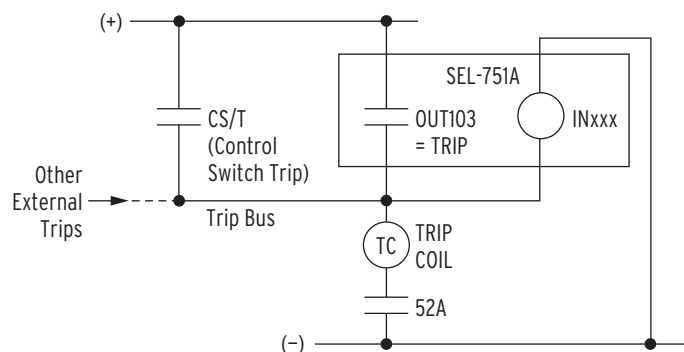 (+)
SEL-751A
CS/T
(Control
Switch Trip)
OUT103
= TRIP
INxxx
Other
External
Trips
Trip Bus
TC
TRIP
COIL
52A
(–)